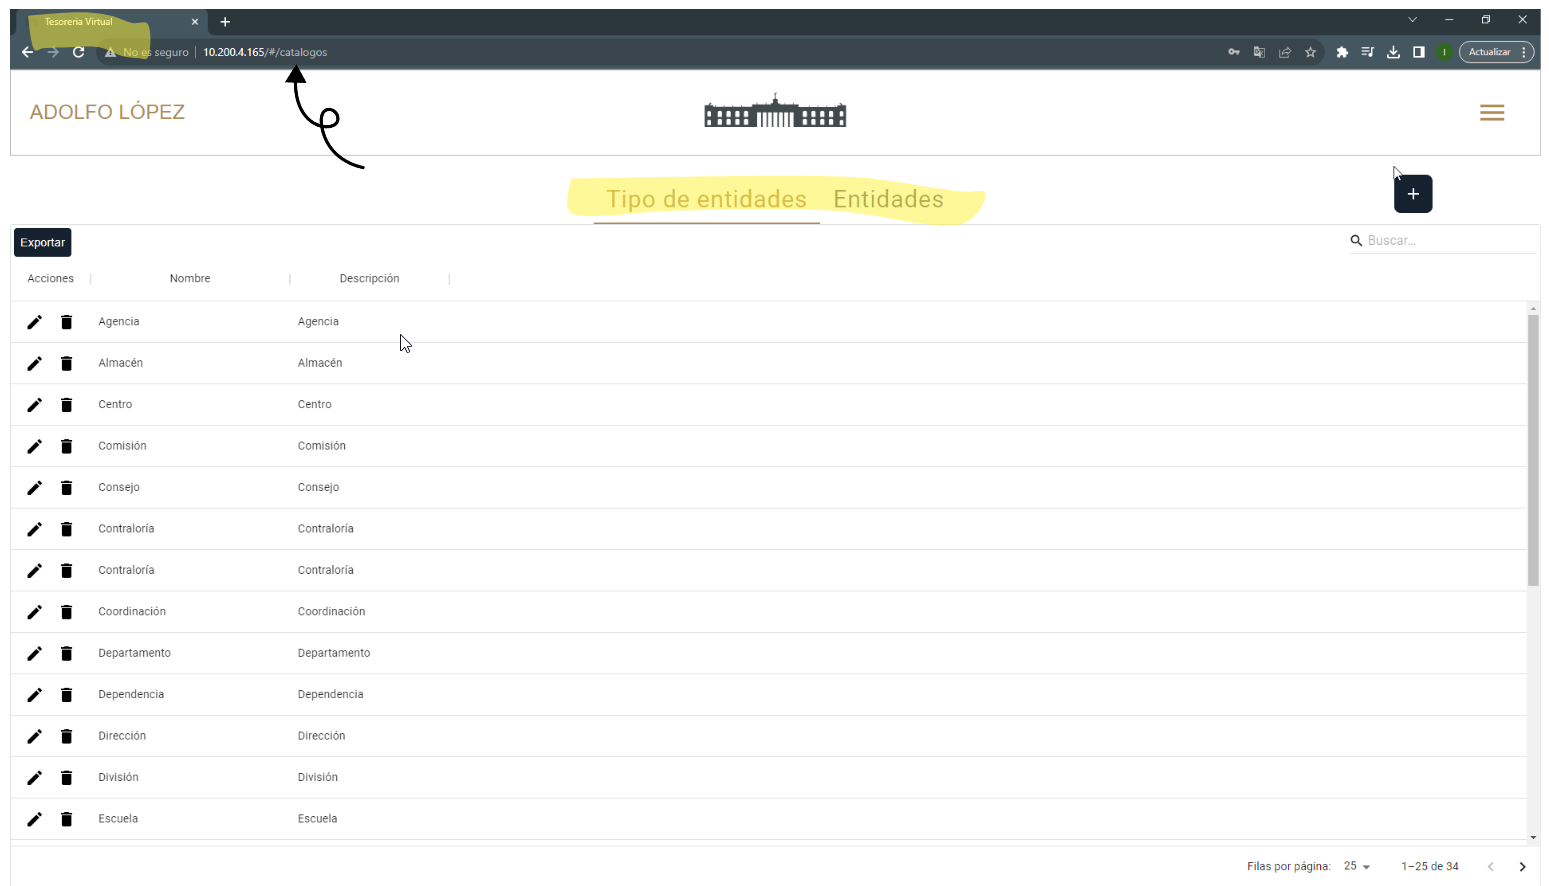 Tesoreria Virtual
No es seguro | 10.200.4.165/#/catalogos
I
Actualizar
ADOLFO LÓPEZ
Tipo de entidades Entidades
+
Exportar
Buscar...
Acciones Nombre Descripción
Agencia Agencia
Almacén Almacén
Centro Centro
Comisión Comisión
Consejo Consejo
Contraloría Contraloría
Contraloría Contraloría
Coordinación Coordinación
Departamento Departamento
Dependencia Dependencia
Dirección Dirección
División División
Escuela Escuela
Filas por página: 25 1–25 de 34